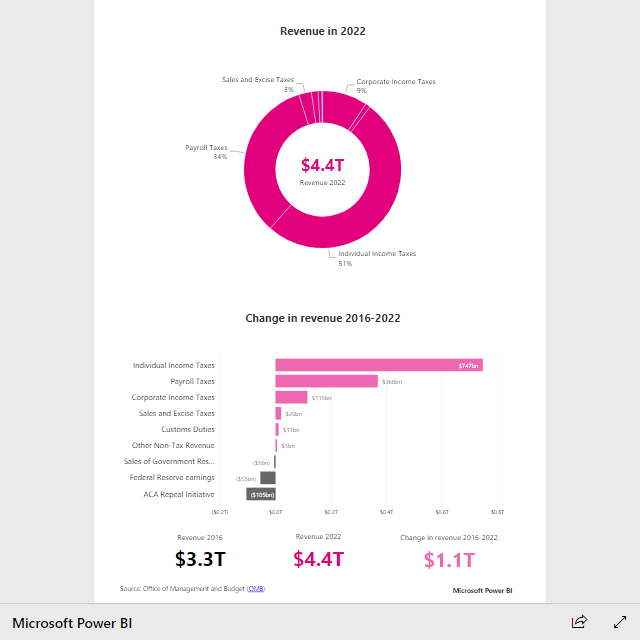 Revenue in 2022
Sales and Excise Taxes
3%
Corporate Income Taxes
9%
Payroll Taxes
34%
$4.4T
Revenue 2022
Individual Income Taxes
51%
Change in revenue 2016-2022
Individual Income Taxes
$747bn
Payroll Taxes
$368bn
Corporate Income Taxes
$115bn
Sales and Excise Taxes
$20bn
Customs Duties
$11bn
Other Non-Tax Revenue
$5bn
Sales of Government Res...
($5bn)
Federal Reserve earnings
($55bn)
ACA Repeal Initiative
($105bn)
($0.2T) $0.0T $0.2T $0.4T $0.6T $0.8T
Revenue 2016
$3.3T
Revenue 2022
$4.4T
Change in revenue 2016-2022
$1.1T
Source: Office of Management and Budget (OMB)
Microsoft Power BI
Microsoft Power BI